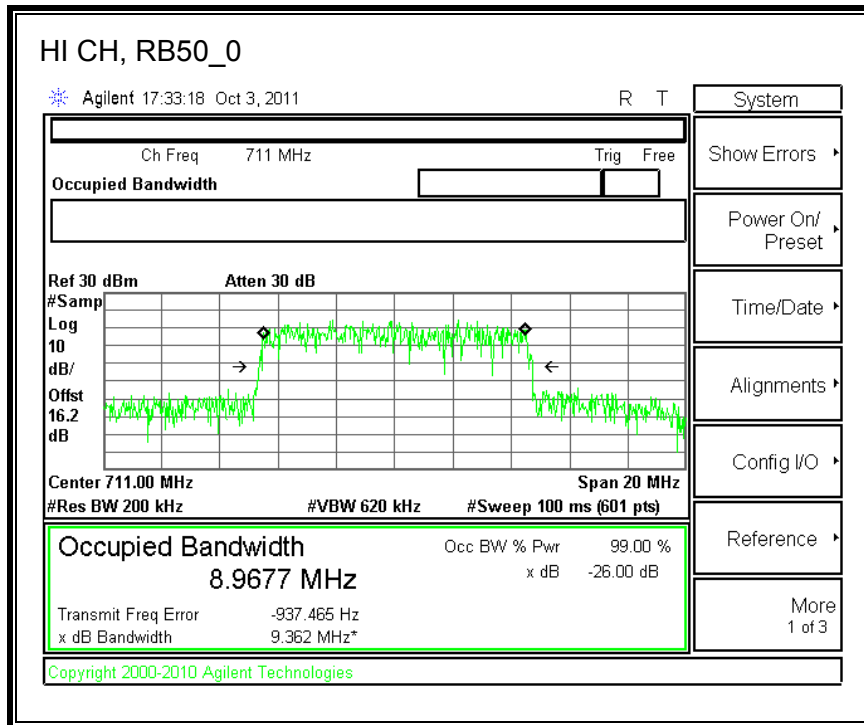 HI CH, RB50_0
Agilent 17:33:18 Oct 3, 2011 R T
System
Ch Freq 711 MHz Trig Free
Occupied Bandwidth
Show Errors
Power On/
Preset
Time/Date
Alignments
Config I/O
Reference
More
1 of 3
Ref 30 dBm Atten 30 dB
#Samp
Log
10
dB/
Offst
16.2
dB
Center 711.00 MHz Span 20 MHz
#Res BW 200 kHz #VBW 620 kHz #Sweep 100 ms (601 pts)
Occupied Bandwidth
8.9677 MHz
Occ BW % Pwr 99.00 %
x dB -26.00 dB
Transmit Freq Error -937.465 Hz
x dB Bandwidth 9.362 MHz*
Copyright 2000-2010 Agilent Technologies